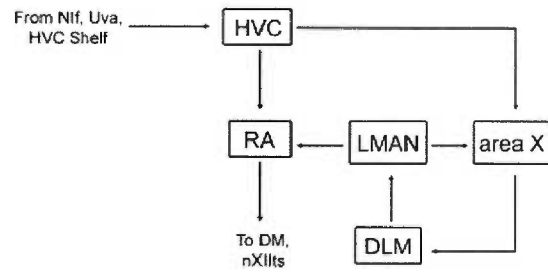 From NIf, Uva,
HVC Shelf
HVC
RA
LMAN
area X
To DM,
nXIIts
DLM